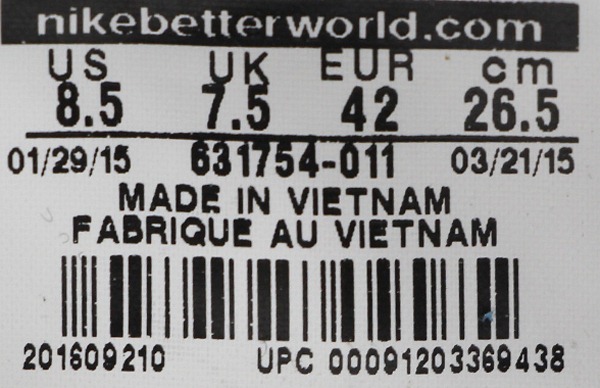 nikebetterworld.com
US UK EUR cm
8.5 7.5 42 26.5
01/29/15 631754-011 03/21/15
MADE IN VIETNAM
FABRIQUE AU VIETNAM
201609210 UPC 00091203369438